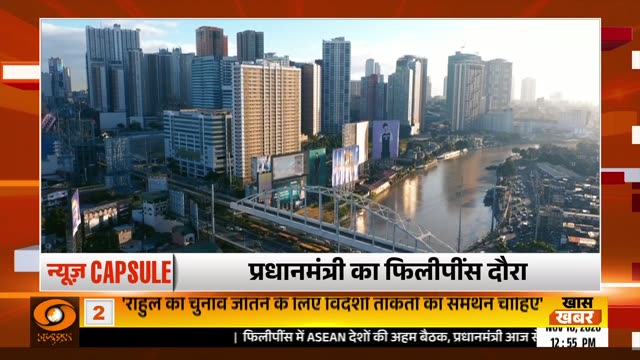 न्यूज़ CAPSULE प्रधानमंत्री का फिलीपींस दौरा
2 'राहुल को चुनाव जीतने के लिए विदेशी ताकतों का समर्थन चाहिए' खास
खबर
फिलीपींस में ASEAN देशों की अहम बैठक, प्रधानमंत्री आज
12:55 PM